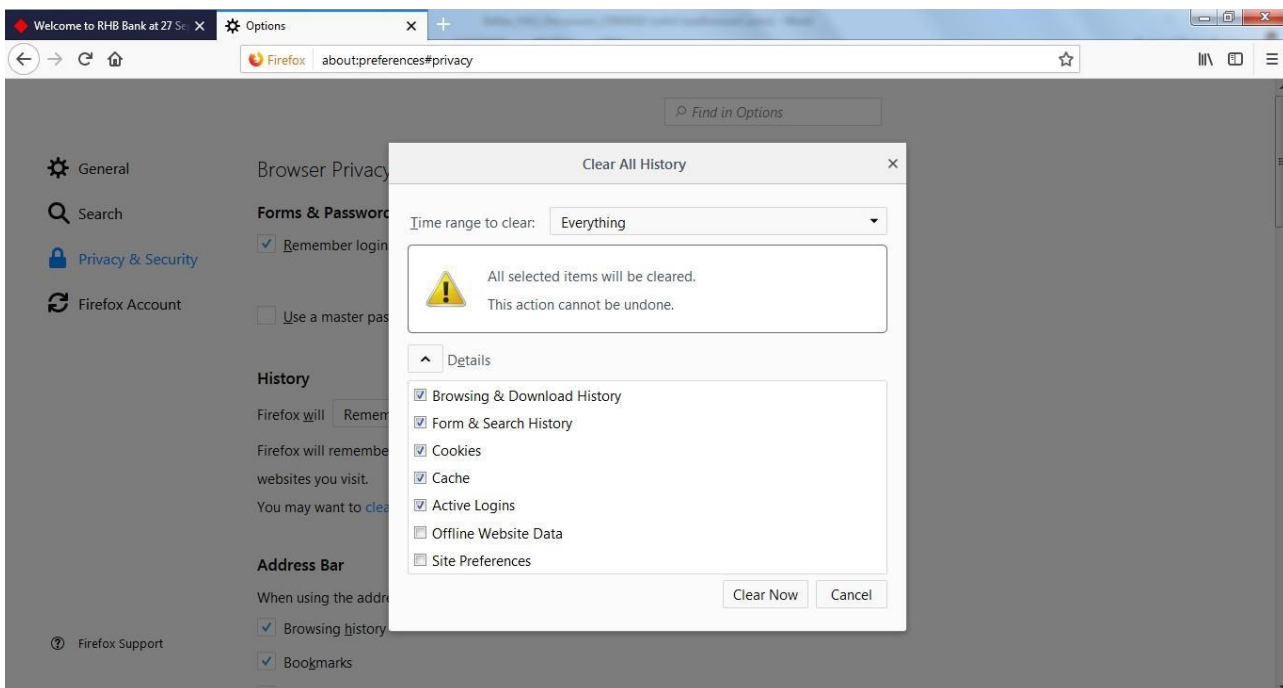 Welcome to RHB Bank at 27 Se
Options
Firefox about:preferences#privacy
Find in Options
General
Search
Privacy & Security
Firefox Account
Firefox Support
Browser Privacy
Forms & Password
Remember login
Use a master pas
History
Firefox will Remem
Firefox will remembe
websites you visit.
You may want to clea
Address Bar
When using the addre
Browsing history
Bookmarks
Clear All History
Time range to clear: Everything
All selected items will be cleared.
This action cannot be undone.
Details
Browsing & Download History
Form & Search History
Cookies
Cache
Active Logins
Offline Website Data
Site Preferences
Clear Now Cancel